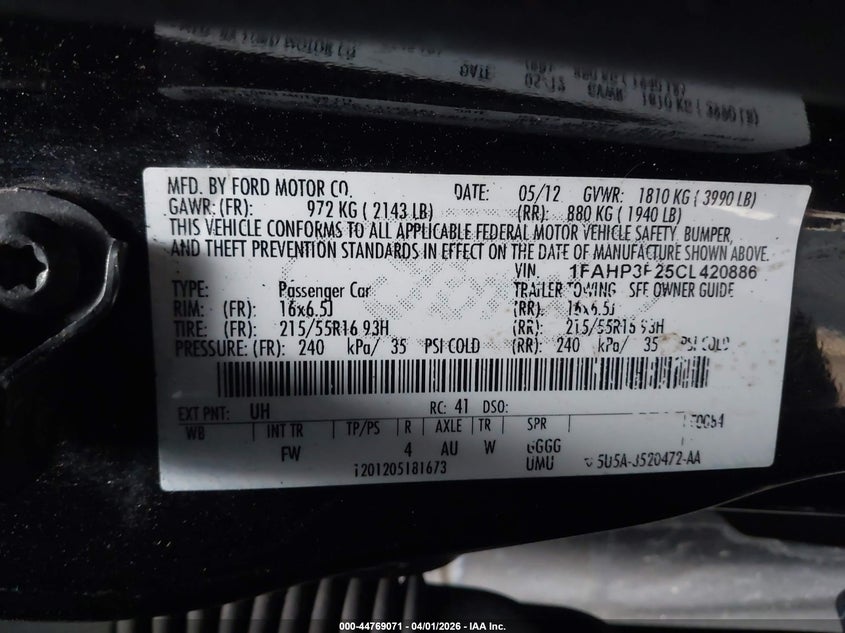 MFD. BY FORD MOTOR CO. DATE: 05/12 GVWR: 1810 KG ( 3990 LB)
GAWR: (FR): 972 KG ( 2143 LB) (RR): 880 KG ( 1940 LB)
THIS VEHICLE CONFORMS TO ALL APPLICABLE FEDERAL MOTOR VEHICLE SAFETY, BUMPER,
AND THEFT PREVENTION STANDARDS IN EFFECT ON THE DATE OF MANUFACTURE SHOWN ABOVE.
VIN
TYPE: Passenger Car TRAILER TOWING SEE OWNER GUIDE
RIM: (FR): 16x6.5J (RR): 16x6.5J
TIRE: (FR): 215/55R16 93H (RR): 215/55R16 93H
PRESSURE: (FR): 240 kPa/ 35 PSI COLD (RR): 240 kPa/ 35 PSI COLD
EXT PNT: UH RC: 41 DSO:
WB INT TR TP/PS R AXLE TR SPR
FW 4 AU W GGGG
UMU
5U5A-3520472-AA
000-44769071 | 04/01/2026 - IAA Inc.